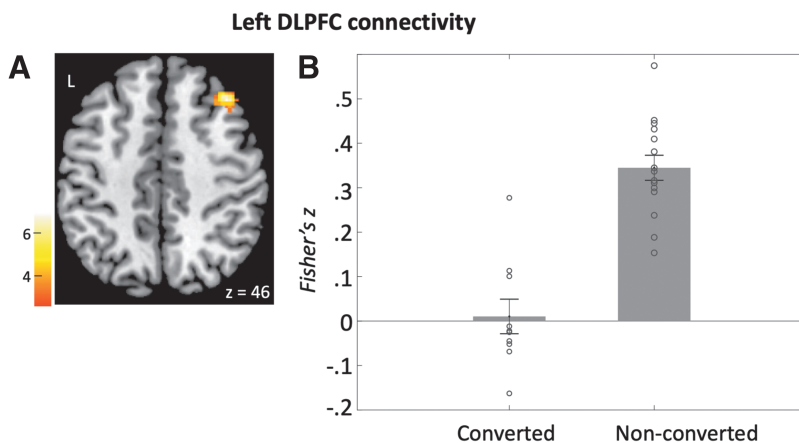 Left DLPFC connectivity
A
L
6
4
z = 46
B
Fisher's z
.5
.4
.3
.2
.1
0
-.1
-.2
Converted
Non-converted